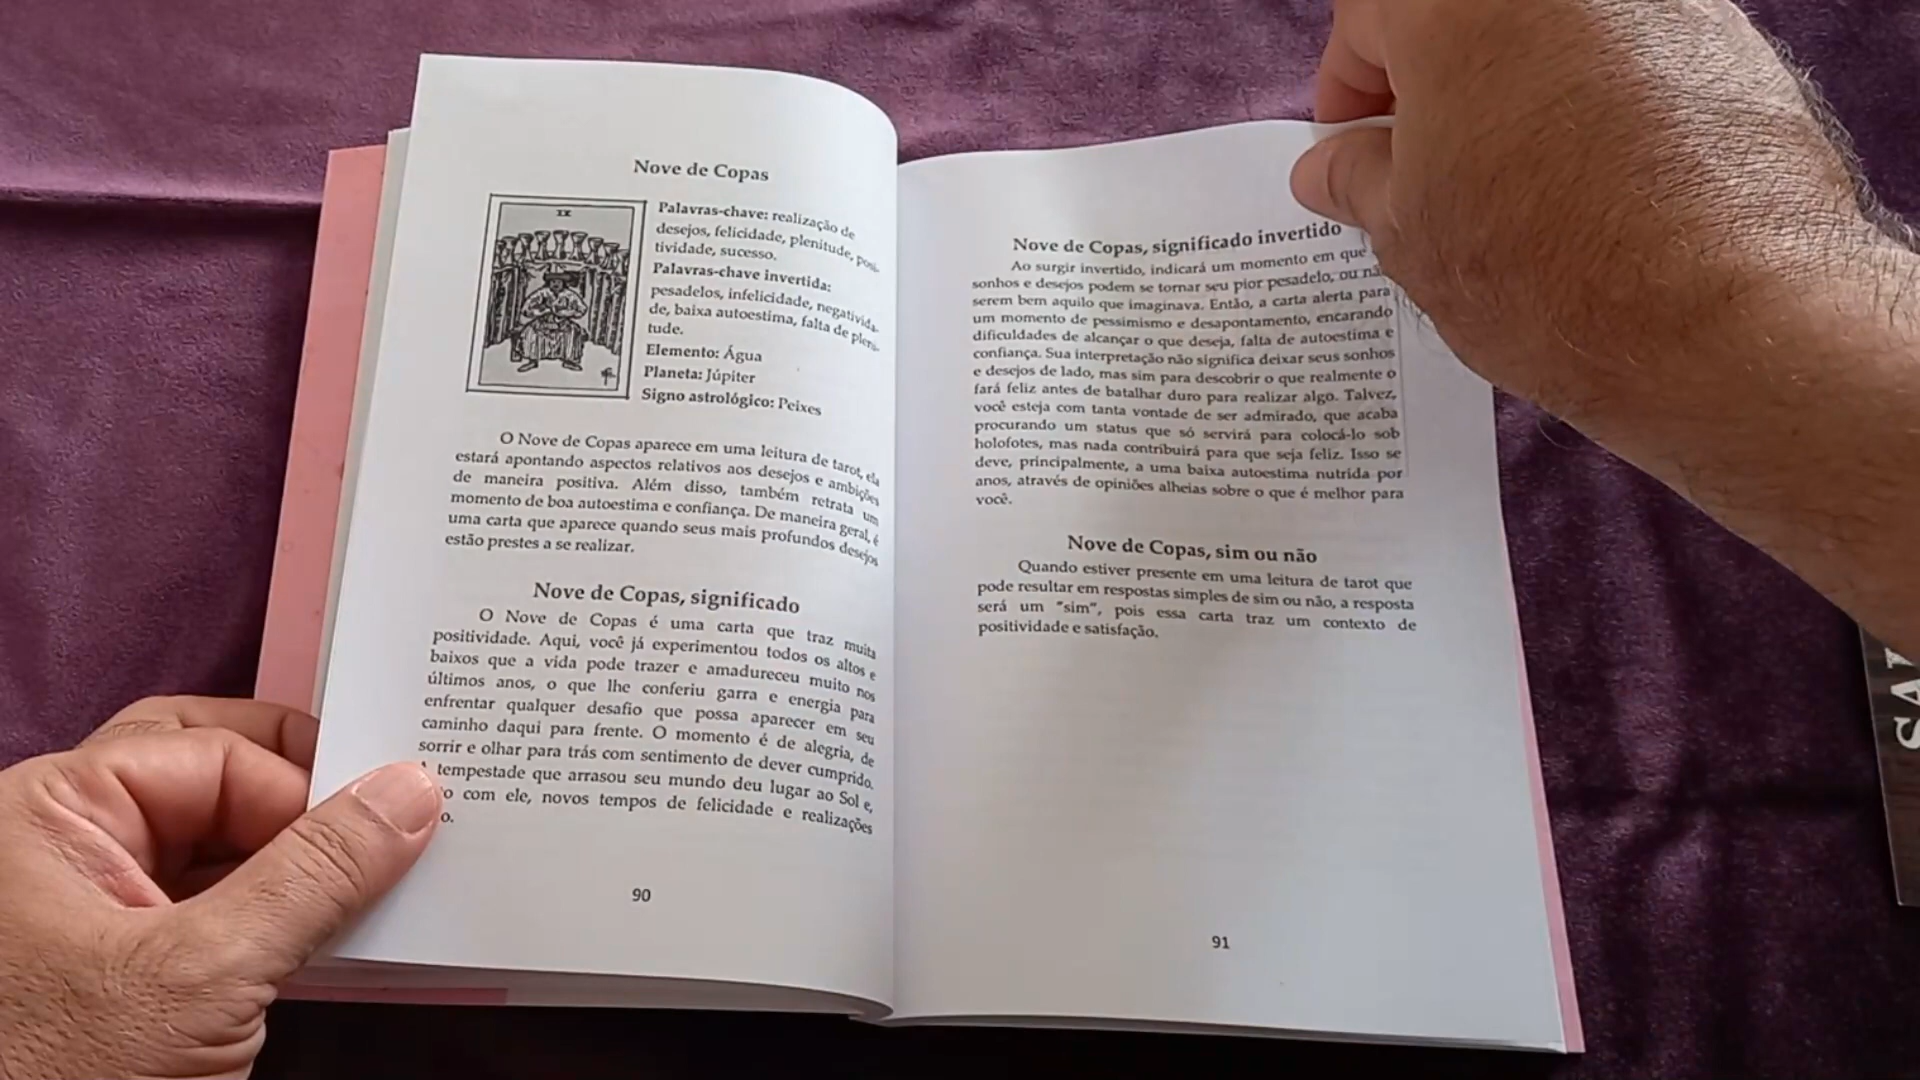 Nove de Copas
IX
Palavras-chave: realização de
desejos, felicidade, plenitude, posi-
tividade, sucesso.
Palavras-chave invertida:
pesadelos, infelicidade, negativida-
de, baixa autoestima, falta de pleni-
tude.
Elemento: Água
Planeta: Júpiter
Signo astrológico: Peixes
O Nove de Copas aparece em uma leitura de tarot, ela
estará apontando aspectos relativos aos desejos e ambições
de maneira positiva. Além disso, também retrata um
momento de boa autoestima e confiança. De maneira geral, é
uma carta que aparece quando seus mais profundos desejos
estão prestes a se realizar.
Nove de Copas, significado
O Nove de Copas é uma carta que traz muita
positividade. Aqui, você já experimentou todos os altos e
baixos que a vida pode trazer e amadureceu muito nos
últimos anos, o que lhe conferiu garra e energia para
enfrentar qualquer desafio que possa aparecer em seu
caminho daqui para frente. O momento é de alegria, de
sorrir e olhar para trás com sentimento de dever cumprido.
tempestade que arrasou seu mundo deu lugar ao Sol e,
com ele, novos tempos de felicidade e realizações
90
Nove de Copas, significado invertido
Ao surgir invertido, indicará um momento em que
sonhos e desejos podem se tornar seu pior pesadelo, ou
serem bem aquilo que imaginava. Então, a carta alerta para
um momento de pessimismo e desapontamento, encarando
dificuldades de alcançar o que deseja, falta de autoestima e
confiança. Sua interpretação não significa deixar seus sonhos
e desejos de lado, mas sim para descobrir o que realmente o
fará feliz antes de batalhar duro para realizar algo. Talvez,
você esteja com tanta vontade de ser admirado, que acaba
procurando um status que só servirá para colocá-lo sob
holofotes, mas nada contribuirá para que seja feliz. Isso se
deve, principalmente, a uma baixa autoestima nutrida por
anos, através de opiniões alheias sobre o que é melhor para
você.
Nove de Copas, sim ou não
Quando estiver presente em uma leitura de tarot que
pode resultar em respostas simples de sim ou não, a resposta
será um "sim", pois essa carta traz um contexto de
positividade e satisfação.
91